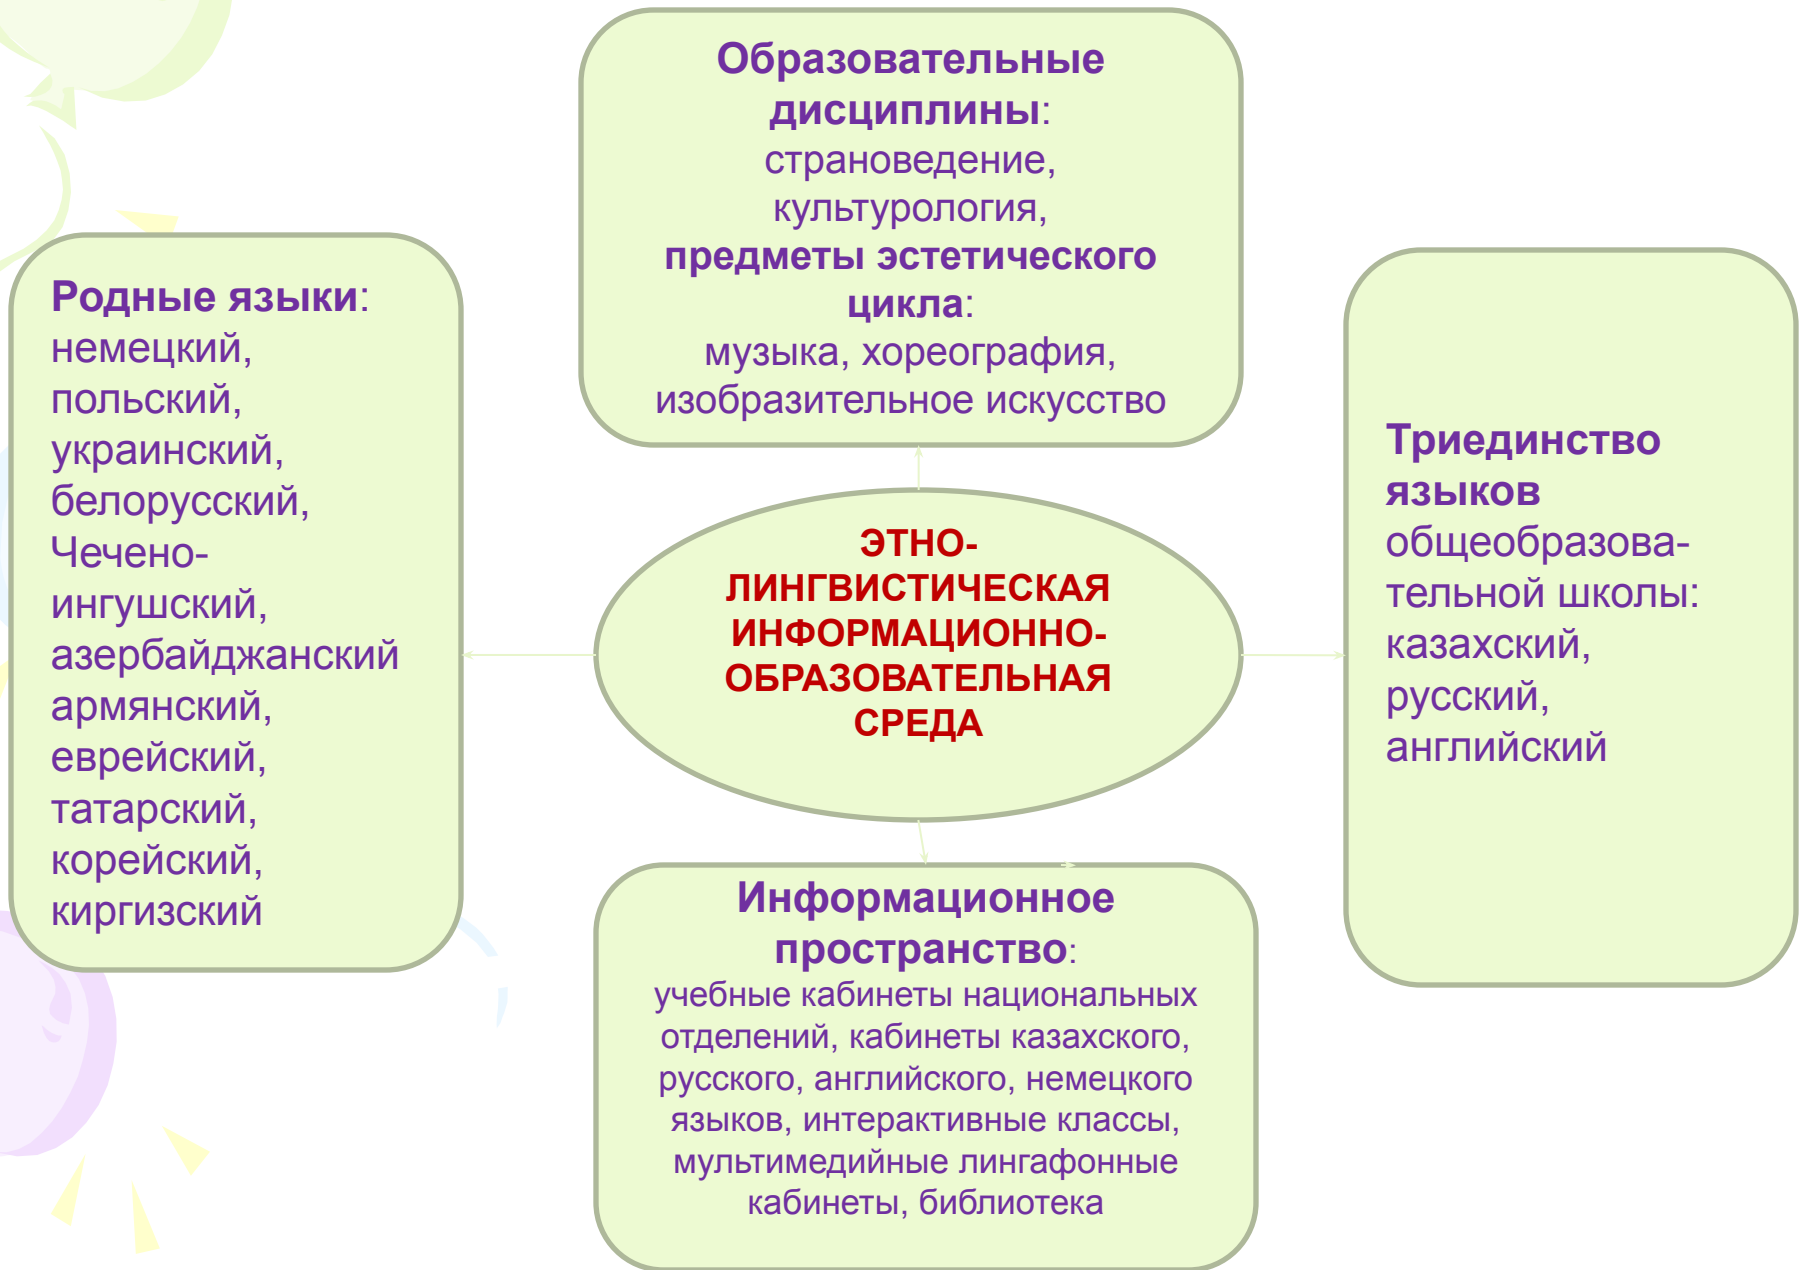 Образовательные
дисциплины:
страноведение,
культурология,
предметы эстетического
цикла:
музыка, хореография,
изобразительное искусство
Родные языки:
немецкий,
польский,
украинский,
белорусский,
Чечено-
ингушский,
азербайджанский
армянский,
еврейский,
татарский,
корейский,
киргизский
ЭТНО-
ЛИНГВИСТИЧЕСКАЯ
ИНФОРМАЦИОННО-
ОБРАЗОВАТЕЛЬНАЯ
СРЕДА
Триединство
языков
общеобразова-
тельной школы:
казахский,
русский,
английский
Информационное
пространство:
учебные кабинеты национальных
отделений, кабинеты казахского,
русского, английского, немецкого
языков, интерактивные классы,
мультимедийные лингафонные
кабинеты, библиотека